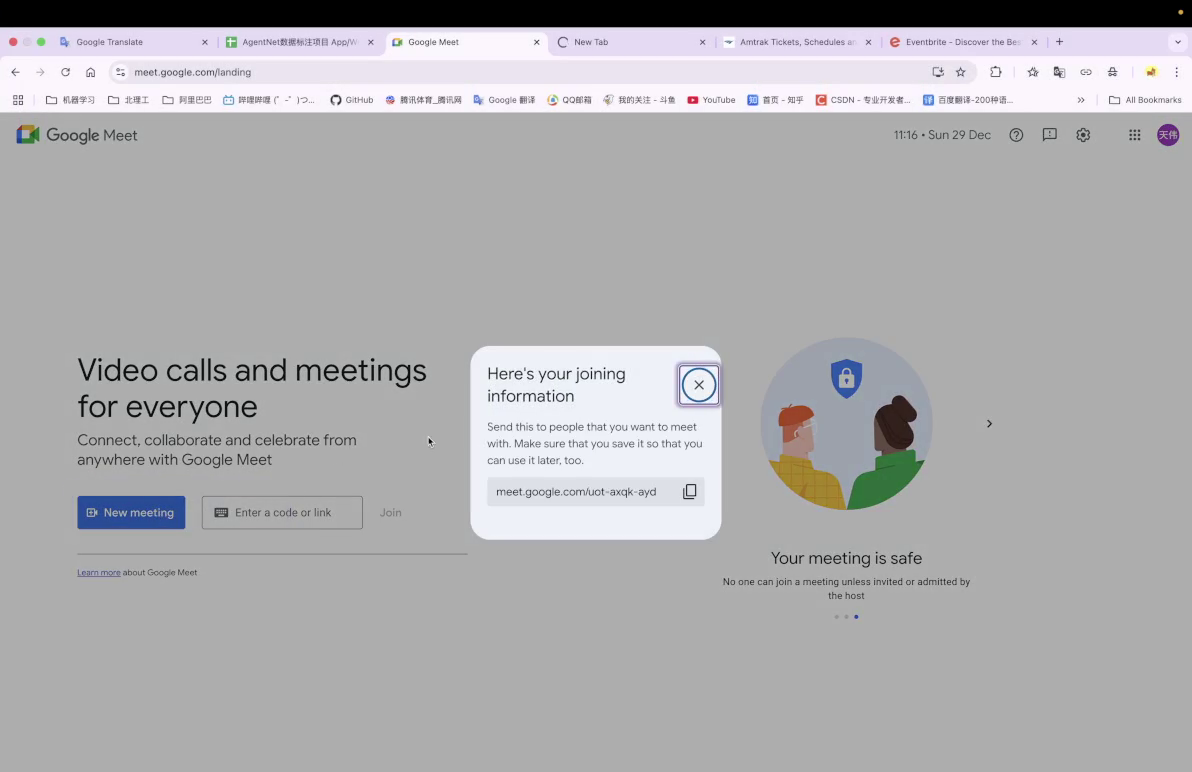 Google Translate
AgentNet数据标注项目 App/W
Google Meet
New Tab
Amtrak Tickets, Schedules an
Eventbrite - Discover the Bes
meet.google.com/landing
机器学习
北理工
阿里巴巴
哔哩哔哩 (゜-゜)つ...
GitHub
腾讯体育_腾讯网
Google 翻译
QQ邮箱
我的关注 - 斗鱼
YouTube
知 首页 - 知乎
C CSDN - 专业开发者...
译 百度翻译-200种语...
All Bookmarks
Google Meet
11:16 • Sun 29 Dec
天伟
Video calls and meetings
for everyone
Connect, collaborate and celebrate from
anywhere with Google Meet
New meeting
Enter a code or link
Join
Learn more about Google Meet
Here's your joining
information
Send this to people that you want to meet
with. Make sure that you save it so that you
can use it later, too.
meet.google.com/uot-axqk-ayd
Your meeting is safe
No one can join a meeting unless invited or admitted by
the host